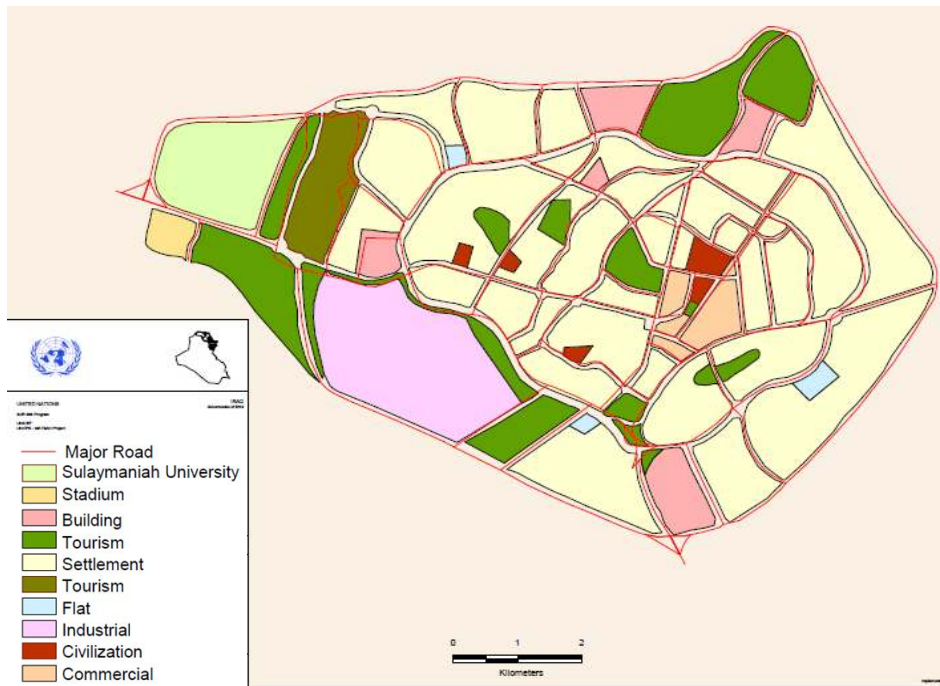 0 1 2
Kilometers
UNITED NATIONS
IRAQ
Major Road
Sulaymaniah University
Stadium
Building
Tourism
Settlement
Tourism
Flat
Industrial
Civilization
Commercial